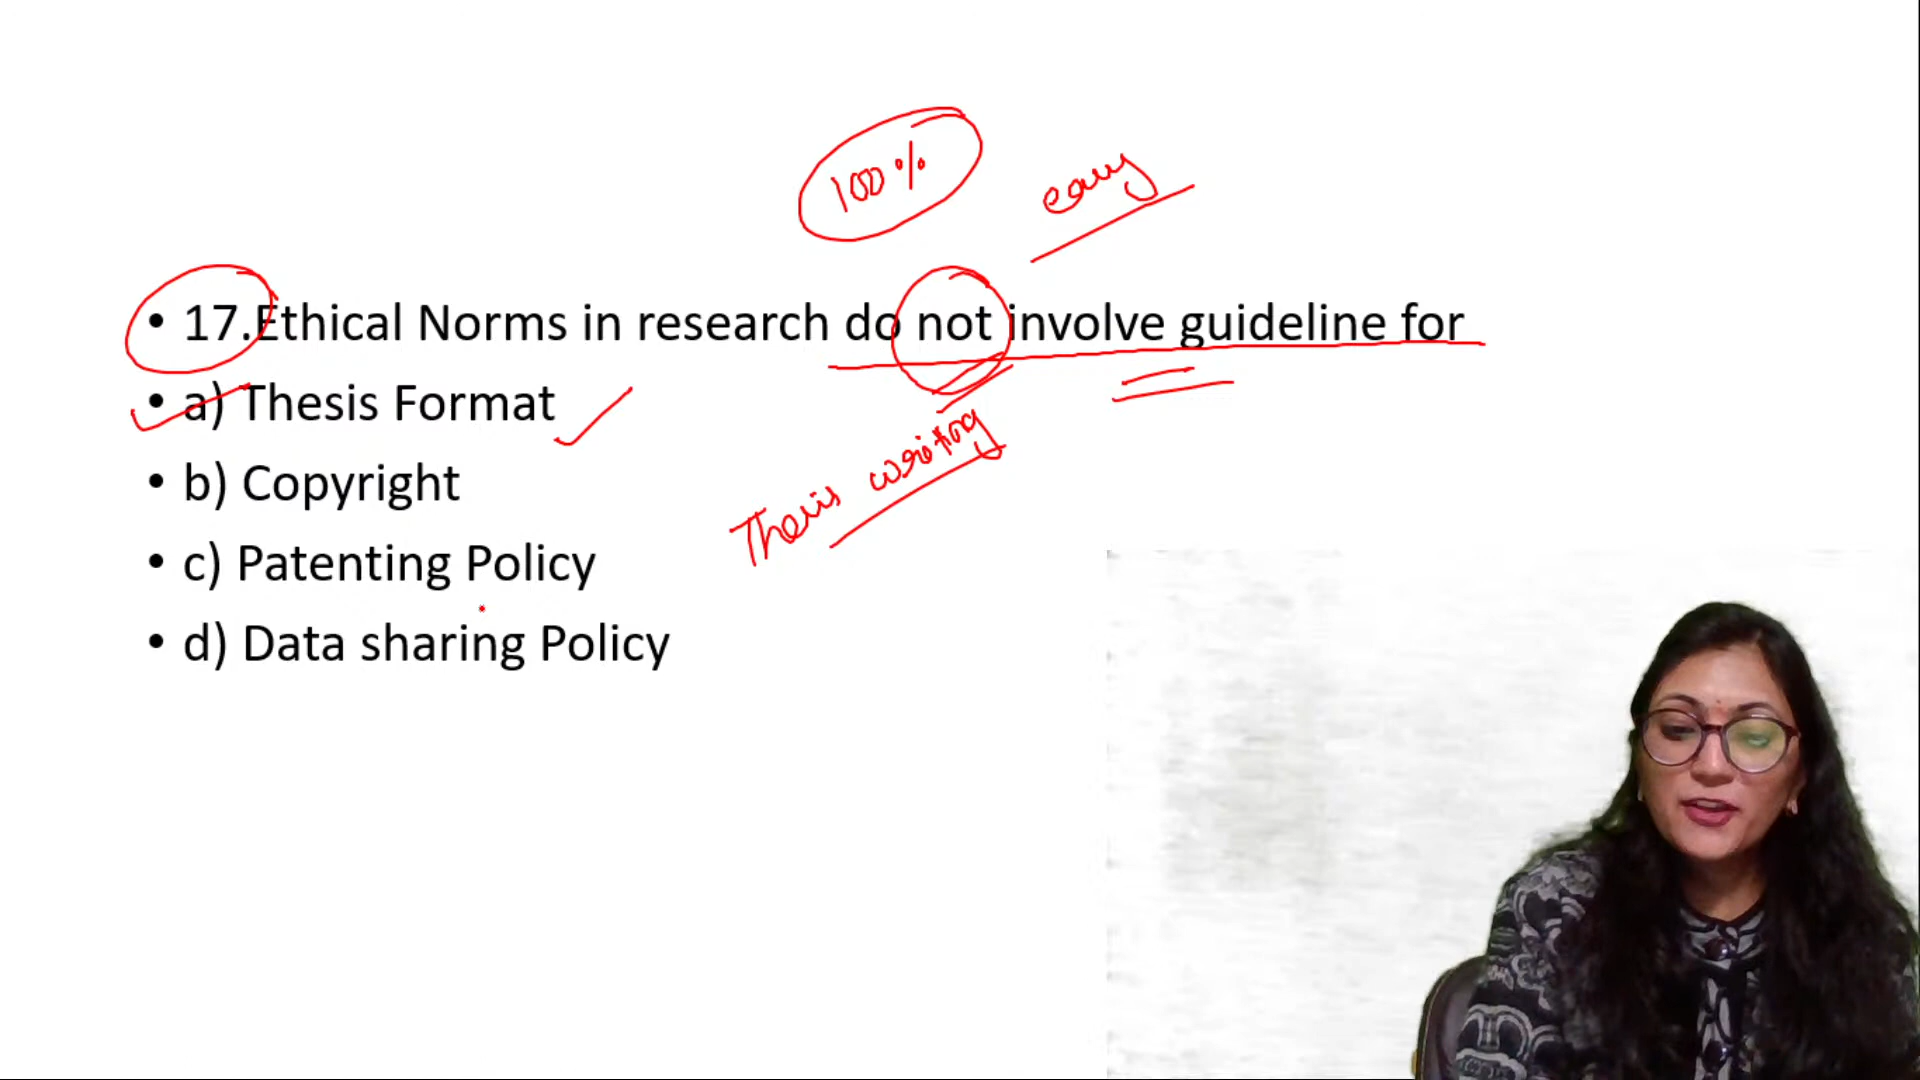 100%
easy
• 17.Ethical Norms in research do not involve guideline for
• a) Thesis Format
• b) Copyright
Thesis writing
• c) Patenting Policy
• d) Data sharing Policy